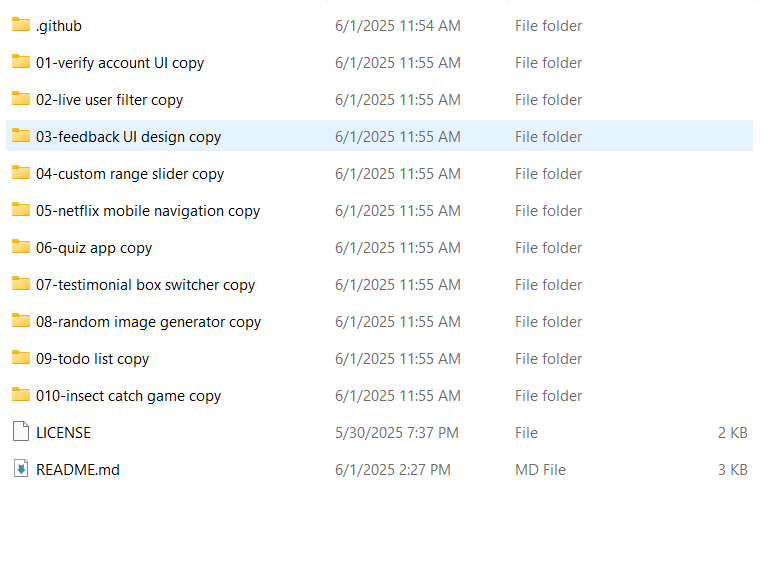 .github 6/1/2025 11:54 AM File folder
01-verify account UI copy 6/1/2025 11:55 AM File folder
02-live user filter copy 6/1/2025 11:55 AM File folder
03-feedback UI design copy 6/1/2025 11:55 AM File folder
04-custom range slider copy 6/1/2025 11:55 AM File folder
05-netflix mobile navigation copy 6/1/2025 11:55 AM File folder
06-quiz app copy 6/1/2025 11:55 AM File folder
07-testimonial box switcher copy 6/1/2025 11:55 AM File folder
08-random image generator copy 6/1/2025 11:55 AM File folder
09-todo list copy 6/1/2025 11:55 AM File folder
010-insect catch game copy 6/1/2025 11:55 AM File folder
LICENSE 5/30/2025 7:37 PM File 2 KB
README.md 6/1/2025 2:27 PM MD File 3 KB